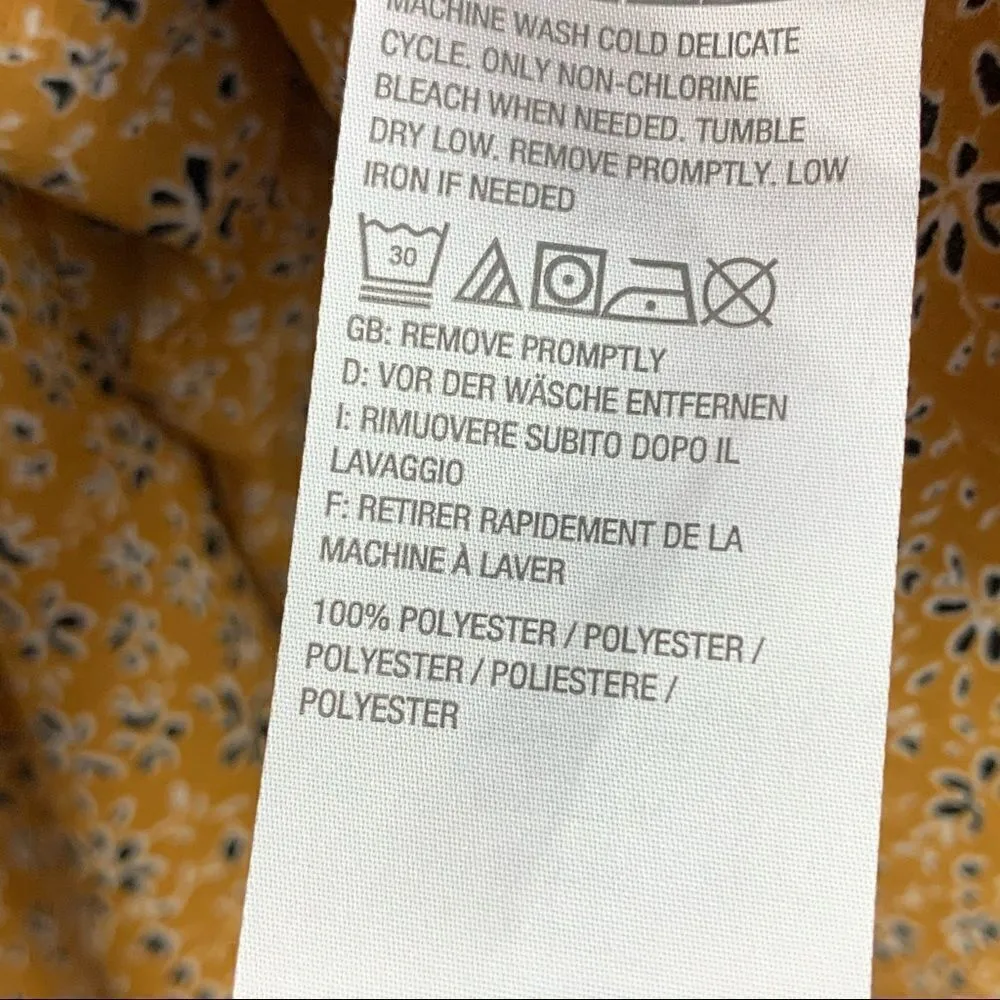 MACHINE WASH COLD DELICATE
CYCLE. ONLY NON-CHLORINE
BLEACH WHEN NEEDED. TUMBLE
DRY LOW. REMOVE PROMPTLY. LOW
IRON IF NEEDED
30
GB: REMOVE PROMPTLY
D: VOR DER WÄSCHE ENTFERNEN
I: RIMUOVERE SUBITO DOPO IL
LAVAGGIO
F: RETIRER RAPIDEMENT DE LA
MACHINE À LAVER
100% POLYESTER / POLYESTER /
POLYESTER / POLIESTERE /
POLYESTER